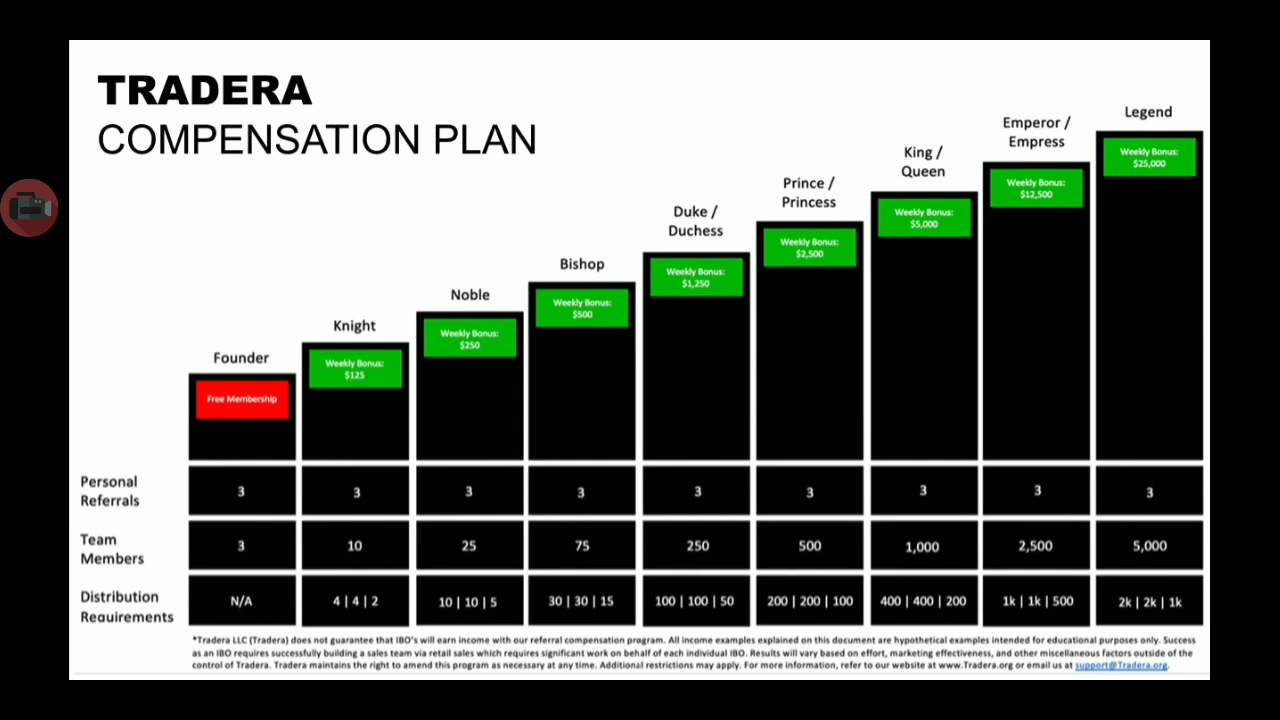 TRADERA
COMPENSATION PLAN
Founder
Free Membership
Knight
Weekly Bonus:
$125
Noble
Weekly Bonus:
$250
Bishop
Weekly Bonus:
$500
Duke /
Duchess
Weekly Bonus:
$1,250
Prince /
Princess
Weekly Bonus:
$2,500
King /
Queen
Weekly Bonus:
$5,000
Emperor /
Empress
Weekly Bonus:
$12,500
Legend
Weekly Bonus:
$25,000
Personal
Referrals
3 3 3 3 3 3 3 3 3
Team
Members
3 10 25 75 250 500 1,000 2,500 5,000
Distribution
Requirements
N/A 4 | 4 | 2 10 | 10 | 5 30 | 30 | 15 100 | 100 | 50 200 | 200 | 100 400 | 400 | 200 1k | 1k | 500 2k | 2k | 1k
*Tradera LLC (Tradera) does not guarantee that IBO's will earn income with our referral compensation program. All income examples explained on this document are hypothetical examples intended for educational purposes only. Success
as an IBO requires successfully building a sales team via retail sales which requires significant work on behalf of each individual IBO. Results will vary based on effort, marketing effectiveness, and other miscellaneous factors outside of the
control of Tradera. Tradera maintains the right to amend this program as necessary at any time. Additional restrictions may apply. For more information, refer to our website at www.Tradera.org or email us at support@Tradera.org.